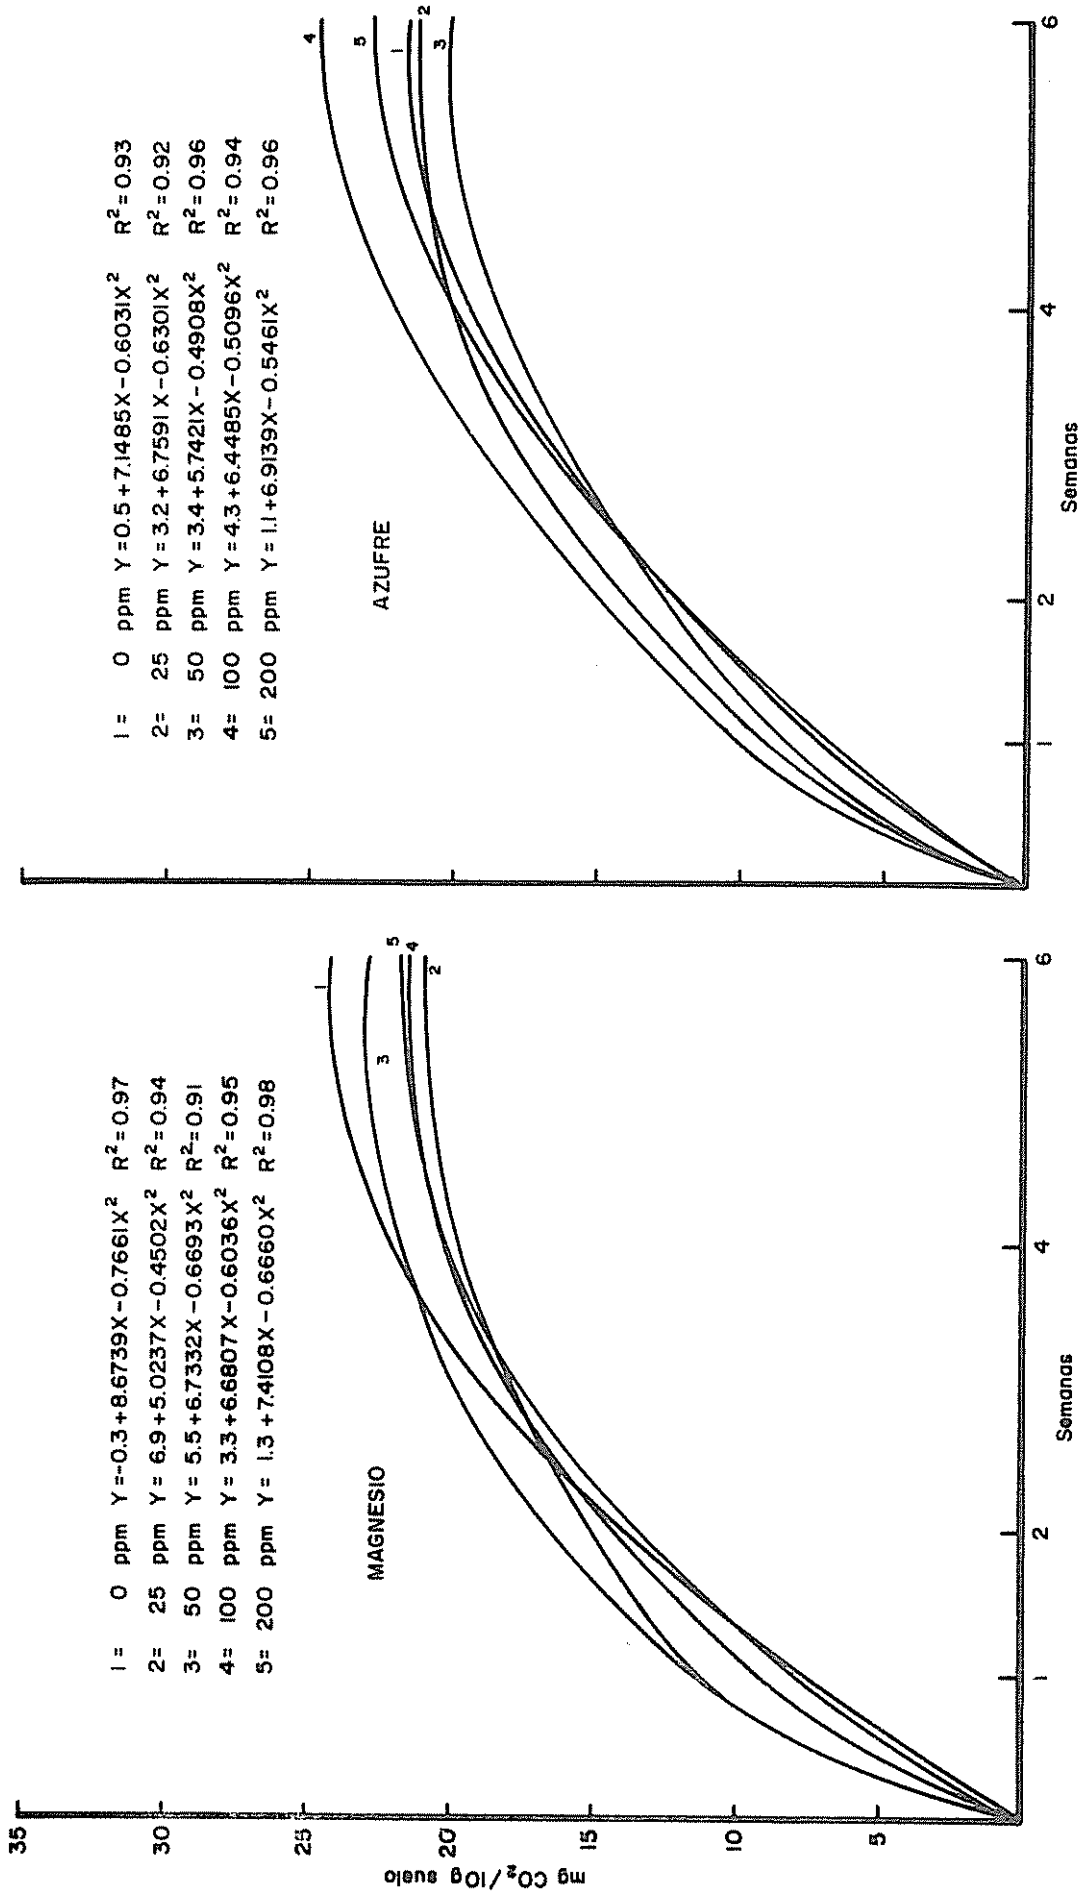 35
30
25
20
15
10
5
mg CO₂/10g suelo
1 = 0 ppm Y=-0.3+8.6739X-0.7661X² R²=0.97
2= 25 ppm Y= 6.9+5.0237X-0.4502X² R²=0.94
3= 50 ppm Y= 5.5+6.7332X-0.6693X² R²=0.91
4= 100 ppm Y= 3.3+6.6807X-0.6036X² R²=0.95
5= 200 ppm Y= 1.3+7.4108X-0.6660X² R²=0.98
MAGNESIO
1
3
5
4
2
1
2
4
6
Semanas
1 = 0 ppm Y=0.5+7.1485X-0.6031X² R²=0.93
2= 25 ppm Y=3.2+6.7591X-0.6301X² R²=0.92
3= 50 ppm Y=3.4+5.7421X-0.4908X² R²=0.96
4= 100 ppm Y=4.3+6.4485X-0.5096X² R²=0.94
5= 200 ppm Y=1.1+6.9139X-0.5461X² R²=0.96
AZUFRE
4
5
1
2
3
1
2
4
6
Semanas